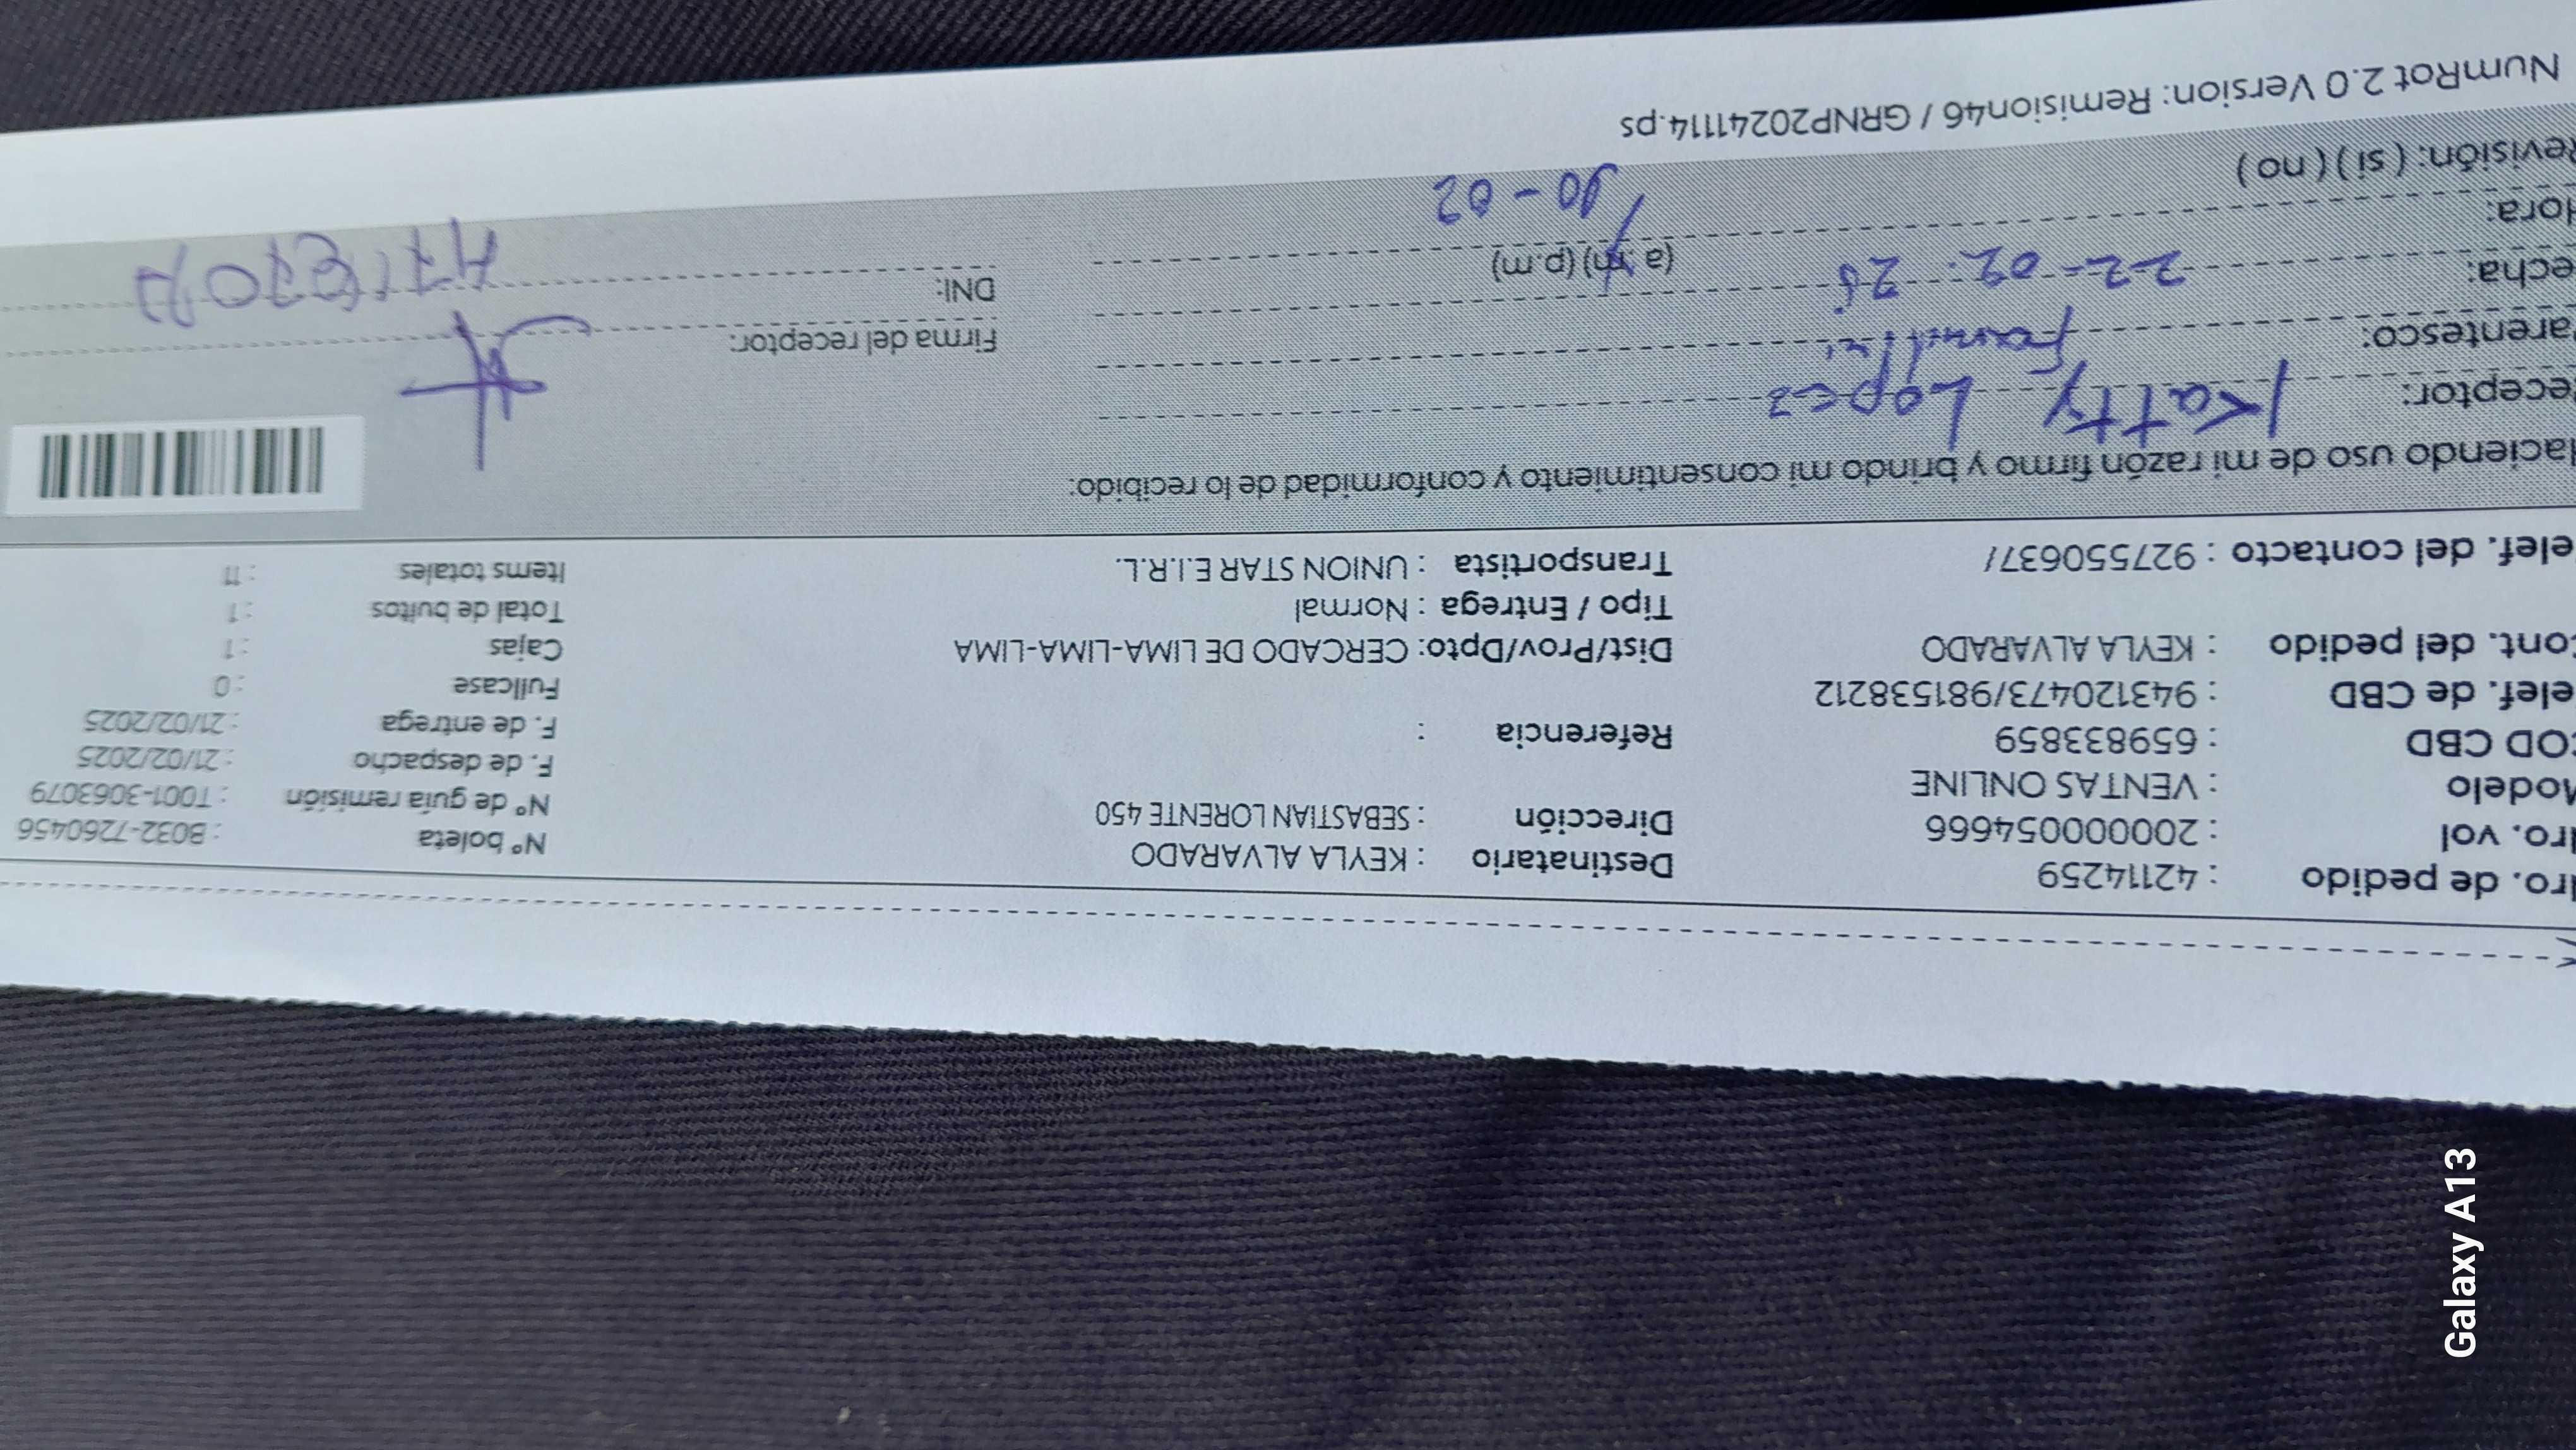 Nro. de pedido : 42114259
Nro. vol : 20000054666
Modelo : VENTAS ONLINE
COD CBD : 659833859
Telef. de CBD : 943120473/981538212
Cont. del pedido : KEYLA ALVARADO
Telef. del contacto : 927550637/
Destinatario : KEYLA ALVARADO
Dirección : SEBASTIAN LORENTE 450
Referencia :
Dist/Prov/Dpto: CERCADO DE LIMA-LIMA-LIMA
Tipo / Entrega : Normal
Transportista : UNION STAR E.I.R.L.
N° boleta : B032-7260456
N° de guía remisión : T001-3063079
F. de despacho : 21/02/2025
F. de entrega : 21/02/2025
Fullcase : 0
Cajas : 1
Total de bultos : 1
Items totales : 11
Haciendo uso de mi razón firmo y brindo mi consentimiento y conformidad de lo recibido:
Receptor: Katty Lopez
Parentesco:
Fecha: 22-02-25
Hora: 10-02 (a.m) (p.m)
Revisión: ( si ) ( no )
Firma del receptor:
DNI:
NumRot 2.0 Version: Remision46 / GRNP20241114.ps
Galaxy A13